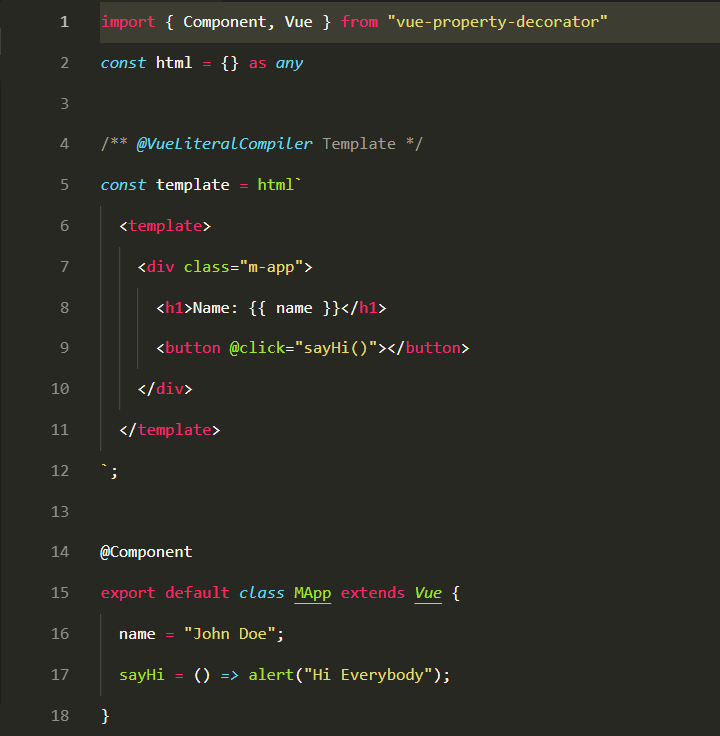 1 import { Component, Vue } from "vue-property-decorator"
2 const html = {} as any
3
4 /** @VueLiteralCompiler Template */
5 const template = html`
6 <template>
7 <div class="m-app">
8 <h1>Name: {{ name }}</h1>
9 <button @click="sayHi()"></button>
10 </div>
11 </template>
12 `;
13
14 @Component
15 export default class MApp extends Vue {
16 name = "John Doe";
17 sayHi = () => alert("Hi Everybody");
18 }